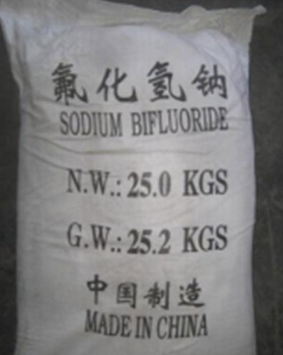 氟化氢钠
SODIUM BIFLUORIDE
N.W.: 25.0 KGS
G.W.: 25.2 KGS
中国制造
MADE IN CHINA